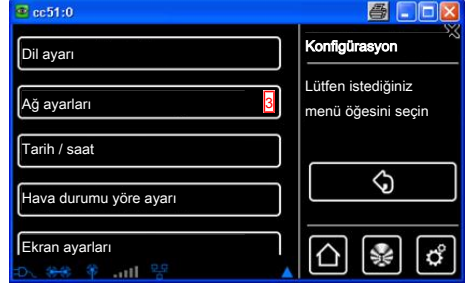 cc51:0
Dil ayarı
Ağ ayarları
3
Tarih / saat
Hava durumu yöre ayarı
Ekran ayarları
Konfigürasyon
Lütfen istediğiniz
menü öğesini seçin